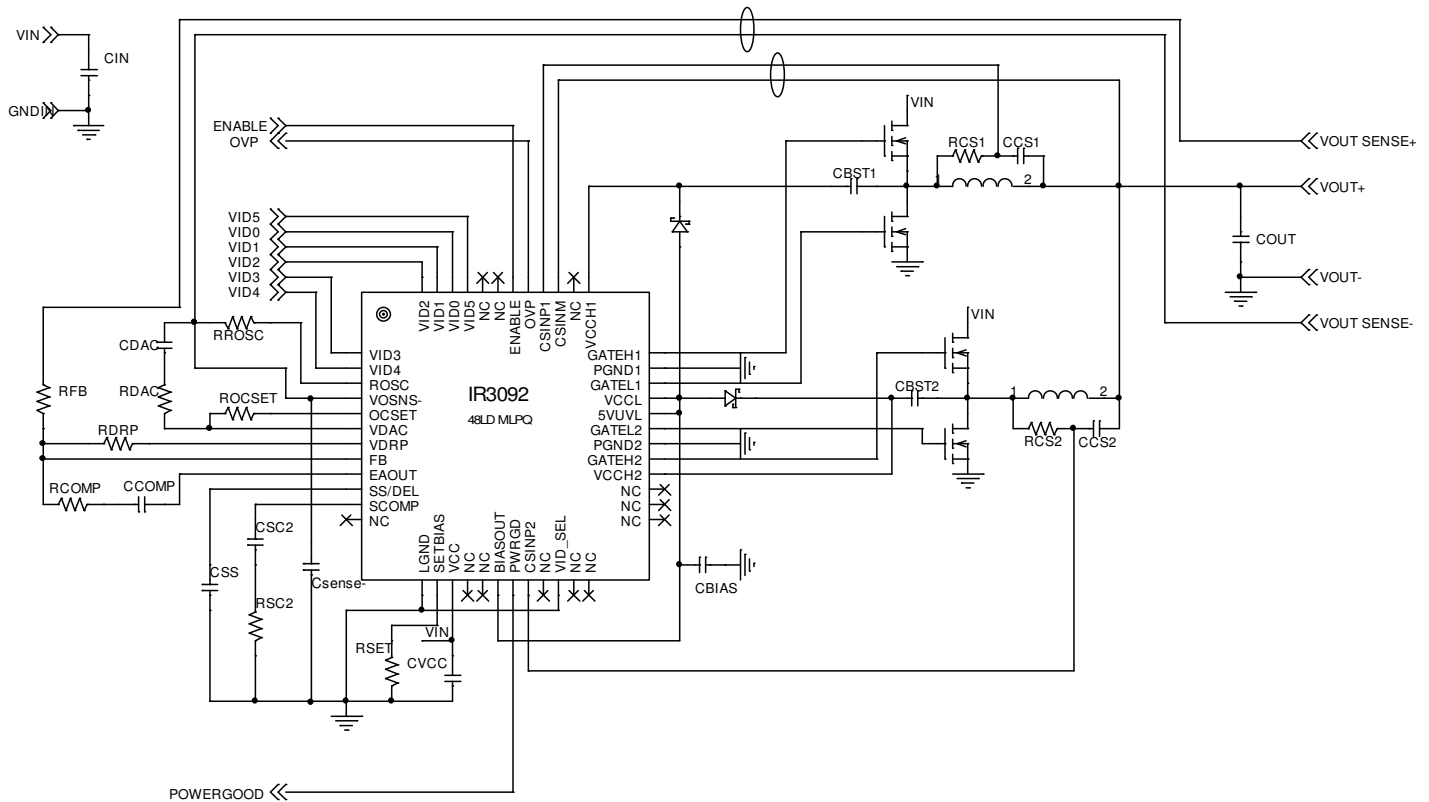 VIN
CIN
GNDIN
ENABLE
OVP
VIN
RCS1
CCS1
VOUT SENSE+
CBST1
1
2
VOUT+
VID5
VID0
VID1
VID2
VID3
VID4
COUT
VOUT-
VOUT SENSE-
VID2
VID1
VID0
VID5
NC
NC
ENABLE
OVP
CSINP1
CSINM
NC
VCCH1
RROSC
CDAC
RDAC
RFB
ROCSET
RDRP
RCOMP
CCOMP
VID3
VID4
ROSC
VOSNS-
OCSET
VDAC
VDRP
FB
EAOUT
SS/DEL
SCOMP
NC
IR3092
48LD MLPQ
GATEH1
PGND1
GATEL1
VCCL
5VUVL
GATEL2
PGND2
GATEH2
VCCH2
NC
NC
NC
VIN
CBST2
1
2
RCS2
CCS2
LGND
SETBIAS
VCC
NC
NC
BIASOUT
PWRGD
CSINP2
NC
VID_SEL
NC
NC
CSC2
CSS
RSC2
Csense-
CBIAS
VIN
RSET
CVCC
POWERGOOD